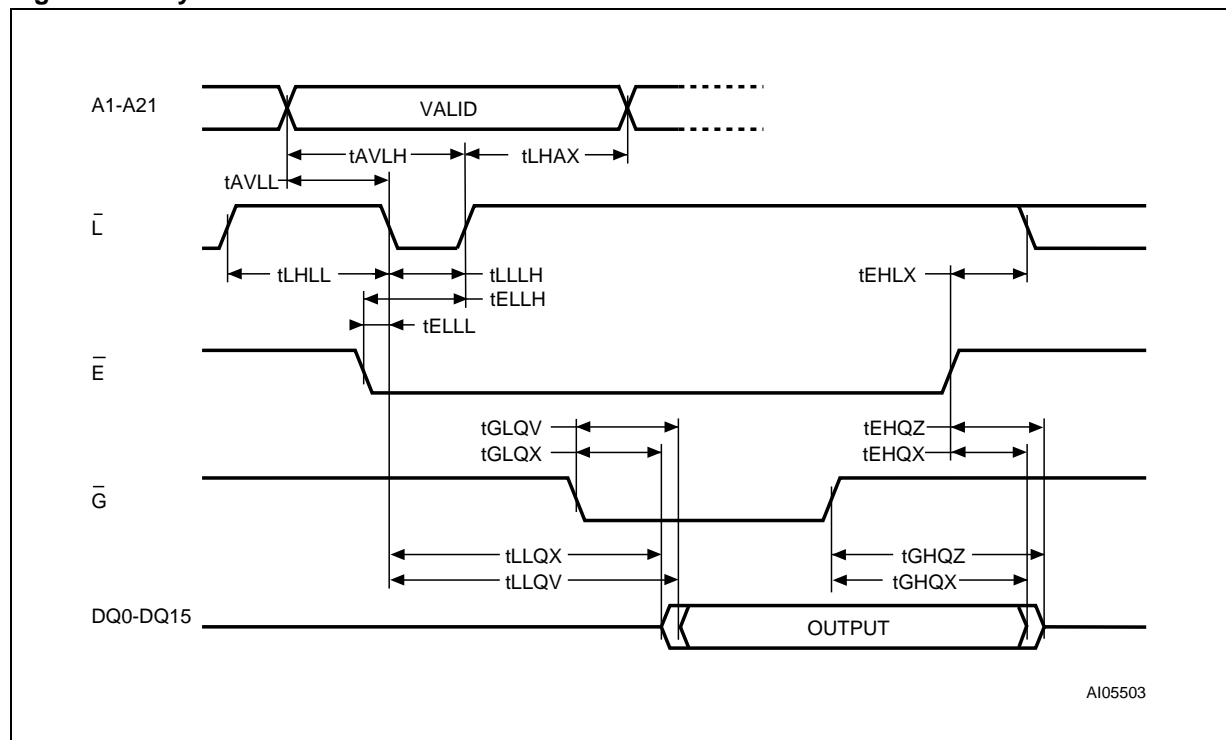 A1-A21
VALID
tAVLH
tLHAX
tAVLL
L̅
tLHLL
tLLLH
tEHLX
tELLH
tELLL
E̅
tGLQV
tEHQZ
tGLQX
tEHQX
G̅
tLLQX
tGHQZ
tLLQV
tGHQX
DQ0-DQ15
OUTPUT
AI05503